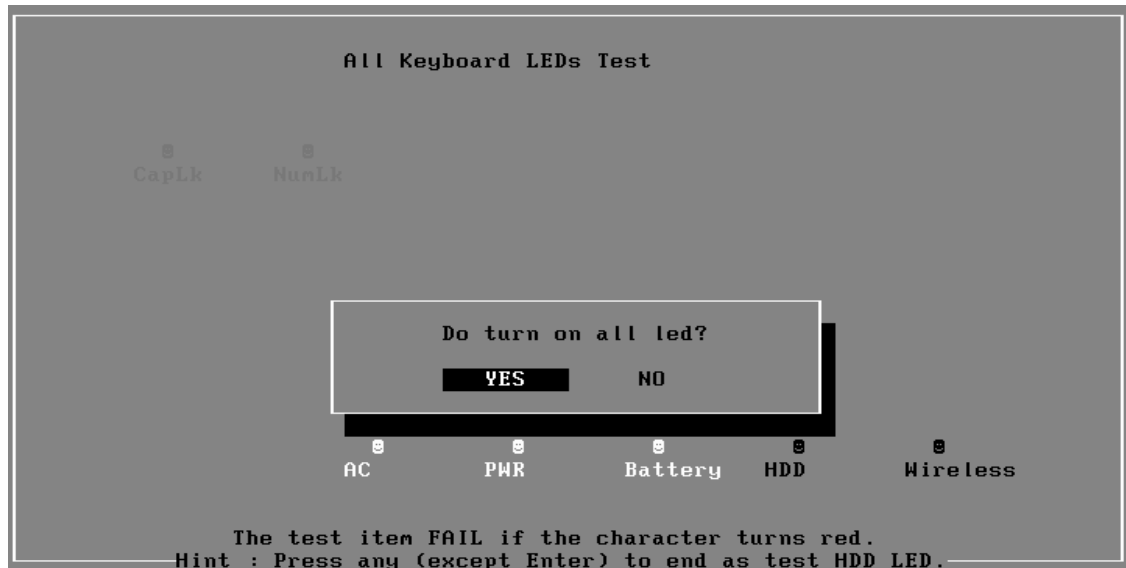 All Keyboard LEDs Test
CapLk NumLk
Do turn on all led?
YES NO
AC PWR Battery HDD Wireless
The test item FAIL if the character turns red.
Hint : Press any (except Enter) to end as test HDD LED.